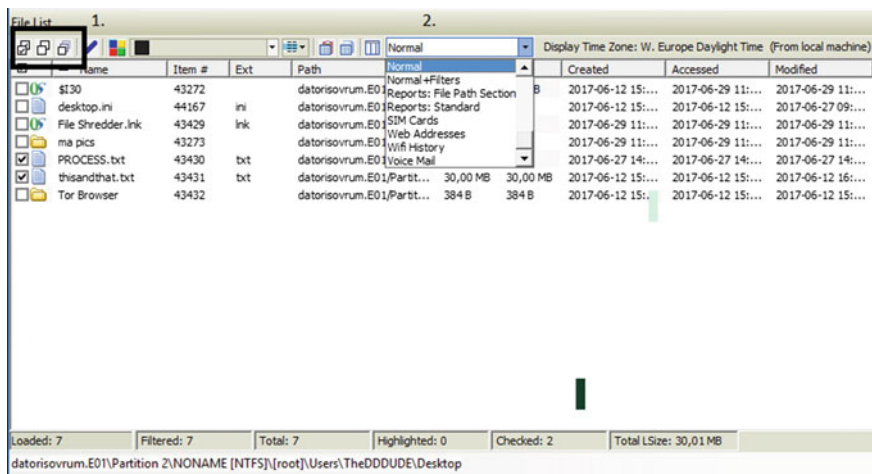 File List 1. 2.
Normal Display Time Zone: W. Europe Daylight Time (From local machine)
Name Item # Ext Path Created Accessed Modified
Normal
Normal+Filters
Reports: File Path Section
Reports: Standard
SIM Cards
Web Addresses
Wifi History
Voice Mail
$I30 43272 datorisovrum.E01 B 2017-06-12 15:... 2017-06-29 11:... 2017-06-29 11:...
desktop.ini 44167 ini datorisovrum.E01 2017-06-12 15:... 2017-06-29 11:... 2017-06-27 09:...
File Shredder.lnk 43429 lnk datorisovrum.E01 2017-06-29 11:... 2017-06-29 11:... 2017-06-29 11:...
ma pics 43273 datorisovrum.E01 2017-06-12 15:... 2017-06-29 11:... 2017-06-29 11:...
PROCESS.txt 43430 txt datorisovrum.E01 2017-06-27 14:... 2017-06-27 14:... 2017-06-27 14:...
thisandthat.txt 43431 txt datorisovrum.E01/Partit... 30,00 MB 30,00 MB 2017-06-12 15:... 2017-06-12 15:... 2017-06-12 16:...
Tor Browser 43432 datorisovrum.E01/Partit... 384 B 384 B 2017-06-12 15:... 2017-06-12 15:... 2017-06-12 15:...
Loaded: 7 Filtered: 7 Total: 7 Highlighted: 0 Checked: 2 Total LSize: 30,01 MB
datorisovrum.E01\Partition 2\NONAME [NTFS]\[root]\Users\TheDDDUDE\Desktop